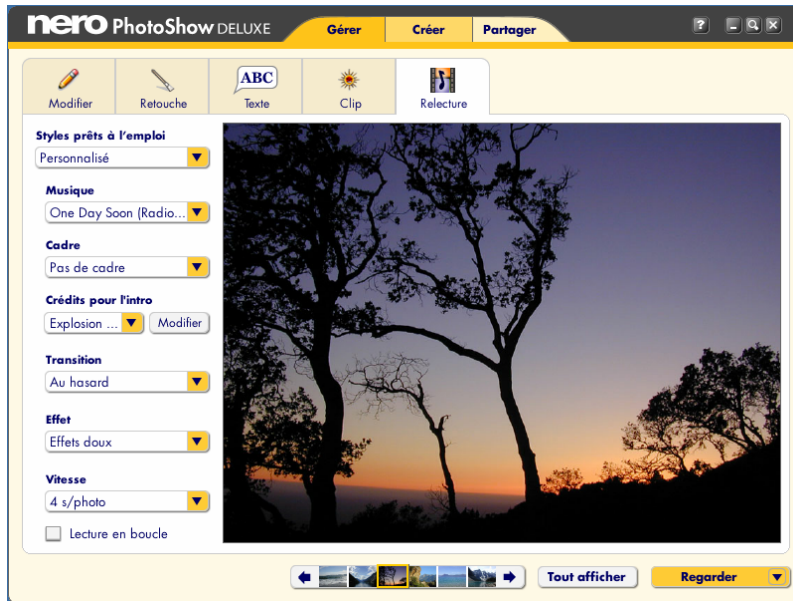 nero PhotoShow DELUXE
Gérer
Créer
Partager
?
Modifier
Retouche
ABC
Texte
Clip
Relecture
Styles prêts à l'emploi
Personnalisé
Musique
One Day Soon (Radio...
Cadre
Pas de cadre
Crédits pour l'intro
Explosion ...
Modifier
Transition
Au hasard
Effet
Effets doux
Vitesse
4 s/photo
Lecture en boucle
Tout afficher
Regarder